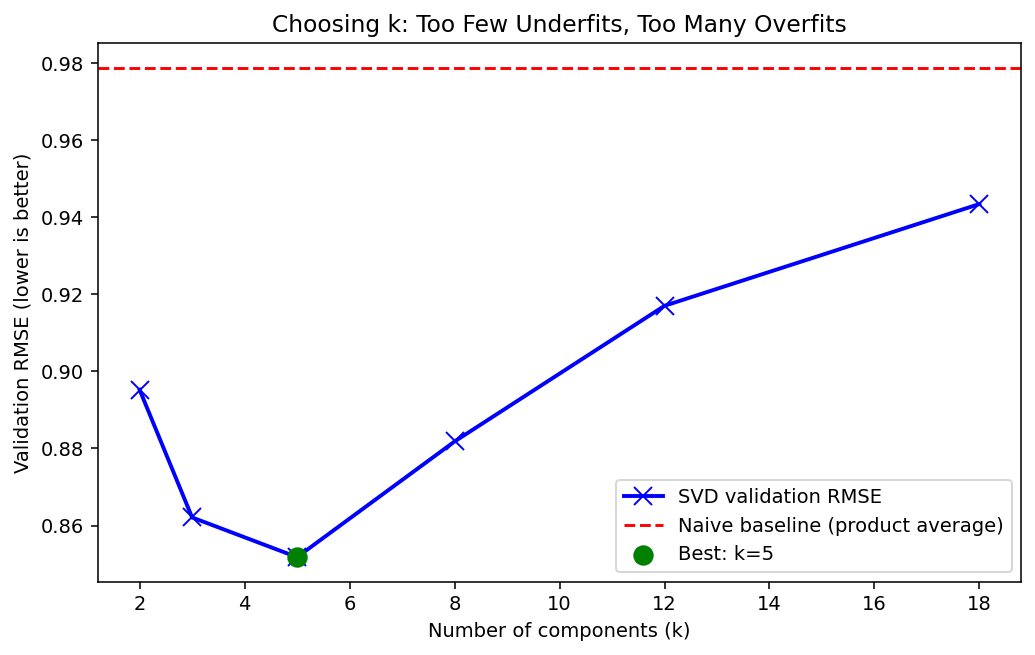 Choosing k: Too Few Underfits, Too Many Overfits
Validation RMSE (lower is better)
0.98
0.96
0.94
0.92
0.90
0.88
0.86
2 4 6 8 10 12 14 16 18
Number of components (k)
SVD validation RMSE
Naive baseline (product average)
Best: k=5